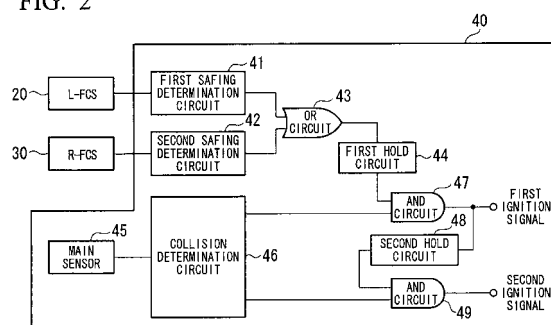 FIG. 2
40
41
FIRST SAFING
DETERMINATION
CIRCUIT
20
L-FCS
43
OR
CIRCUIT
42
SECOND SAFING
DETERMINATION
CIRCUIT
30
R-FCS
FIRST HOLD
CIRCUIT
44
47
AND
CIRCUIT
FIRST
IGNITION
SIGNAL
45
MAIN
SENSOR
COLLISION
DETERMINATION
CIRCUIT
46
48
SECOND HOLD
CIRCUIT
AND
CIRCUIT
49
SECOND
IGNITION
SIGNAL